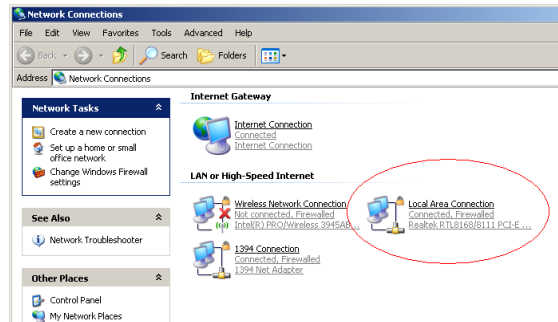 Network Connections
File Edit View Favorites Tools Advanced Help
Back Search Folders
Address Network Connections
Network Tasks
Create a new connection
Set up a home or small
office network
Change Windows Firewall
settings
See Also
Network Troubleshooter
Other Places
Control Panel
My Network Places
Internet Gateway
Internet Connection
Connected
Internet Connection
LAN or High-Speed Internet
Wireless Network Connection
Not connected, Firewalled
Intel(R) PRO/Wireless 3945AB...
Local Area Connection
Connected, Firewalled
Realtek RTL8168/8111 PCI-E ...
1394 Connection
Connected, Firewalled
1394 Net Adapter